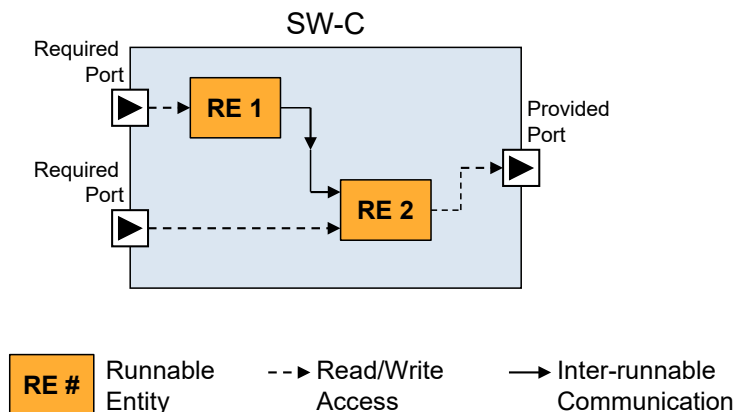 SW-C
Required
Port
RE 1
Provided
Port
Required
Port
RE 2
RE #
Runnable
Entity
Read/Write
Access
Inter-runnable
Communication